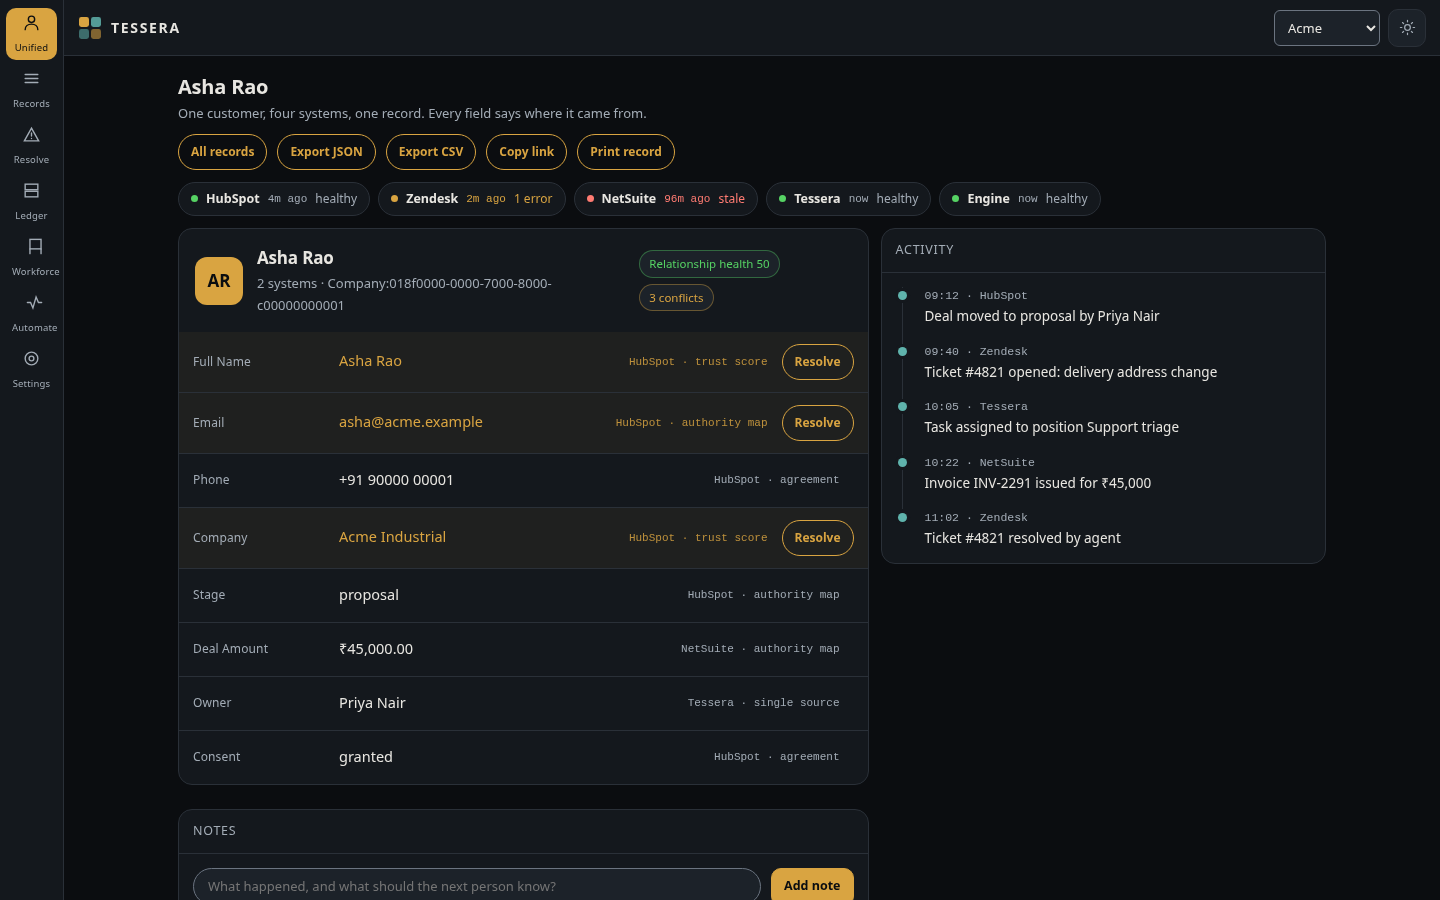 Unified
Records
Resolve
Ledger
Workforce
Automate
Settings
TESSERA
Acme
Asha Rao
One customer, four systems, one record. Every field says where it came from.
All records
Export JSON
Export CSV
Copy link
Print record
HubSpot 4m ago healthy
Zendesk 2m ago 1 error
NetSuite 96m ago stale
Tessera now healthy
Engine now healthy
AR
Asha Rao
2 systems · Company:018f0000-0000-7000-8000-
c00000000001
Relationship health 50
3 conflicts
Full Name Asha Rao HubSpot · trust score Resolve
Email asha@acme.example HubSpot · authority map Resolve
Phone +91 90000 00001 HubSpot · agreement
Company Acme Industrial HubSpot · trust score Resolve
Stage proposal HubSpot · authority map
Deal Amount ₹45,000.00 NetSuite · authority map
Owner Priya Nair Tessera · single source
Consent granted HubSpot · agreement
NOTES
What happened, and what should the next person know?
Add note
ACTIVITY
09:12 · HubSpot
Deal moved to proposal by Priya Nair
09:40 · Zendesk
Ticket #4821 opened: delivery address change
10:05 · Tessera
Task assigned to position Support triage
10:22 · NetSuite
Invoice INV-2291 issued for ₹45,000
11:02 · Zendesk
Ticket #4821 resolved by agent